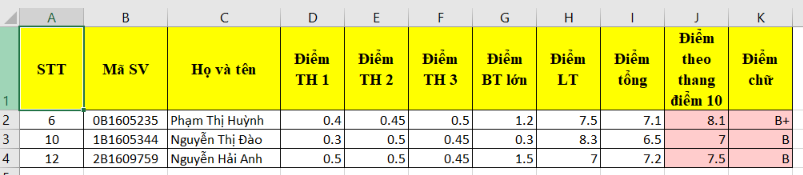 A B C D E F G H I J K
1 STT Mã SV Họ và tên Điểm TH 1 Điểm TH 2 Điểm TH 3 Điểm BT lớn Điểm LT Điểm tổng Điểm theo thang điểm 10 Điểm chữ
2 6 0B1605235 Phạm Thị Huỳnh 0.4 0.45 0.5 1.2 7.5 7.1 8.1 B+
3 10 1B1605344 Nguyễn Thị Đào 0.3 0.5 0.45 0.3 8.3 6.5 7 B
4 12 2B1609759 Nguyễn Hải Anh 0.5 0.5 0.45 1.5 7 7.2 7.5 B